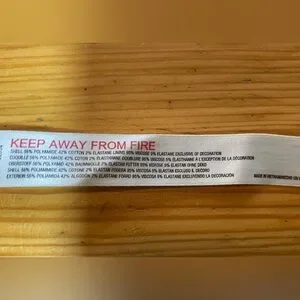 KEEP AWAY FROM FIRE
SHELL 56% POLYAMIDE 42% COTTON 2% ELASTANE LINING 95% VISCOSE 5% ELASTANE EXCLUSIVE OF DECORATION
COQUILLE 56% POLYAMIDE 42% COTON 2% ELASTHANNE DOUBLURE 95% VISCOSE 5% ELASTHANNE À L'EXCEPTION DE LA DÉCORATION
OBERSTOFF 56% POLYAMID 42% BAUMWOLLE 2% ELASTAN FUTTER 95% VISKOSE 5% ELASTAN OHNE DEKO
SHELL 56% POLIAMMIDE 42% COTONE 2% ELASTAN FODERA 95% VISCOSA 5% ELASTAN ESCLUSO IL DECORO
EXTERIOR 56% POLIAMIDA 42% ALGODÓN 2% ELASTANO FORRO 95% VISCOSA 5% ELASTANO EXCLUYENDO LA DECORACIÓN
MADE IN